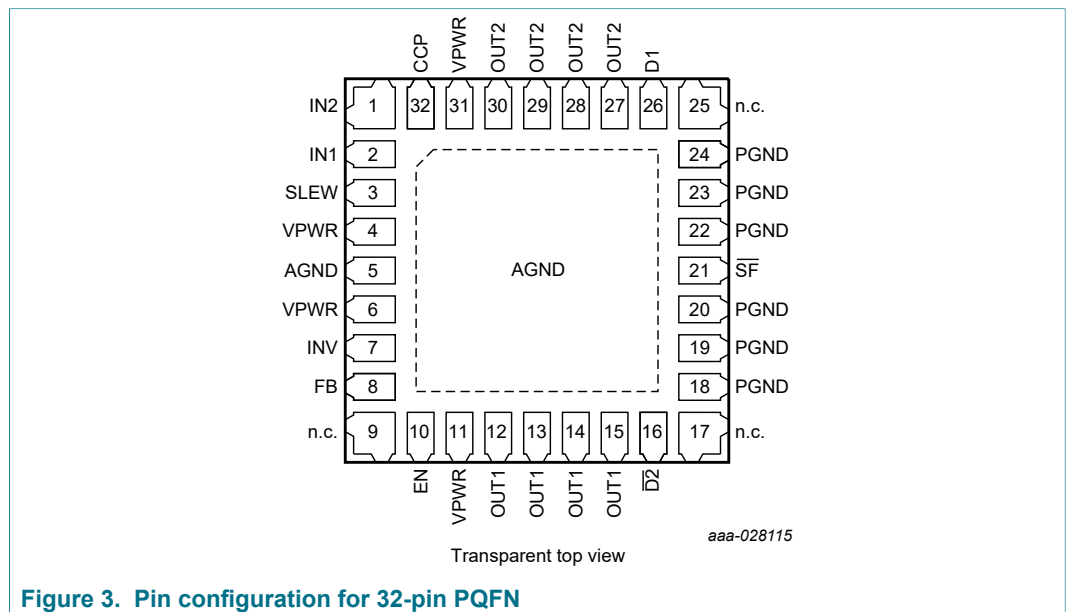 CCP VPWR OUT2 OUT2 OUT2 OUT2 D1
IN2 1 32 31 30 29 28 27 26 25 n.c.
IN1 2 24 PGND
SLEW 3 23 PGND
VPWR 4 22 PGND
AGND 5 AGND 21 S̅F̅
VPWR 6 20 PGND
INV 7 19 PGND
FB 8 18 PGND
n.c. 9 10 11 12 13 14 15 16 17 n.c.
EN VPWR OUT1 OUT1 OUT1 OUT1 D̅2̅
aaa-028115
Transparent top view
Figure 3. Pin configuration for 32-pin PQFN